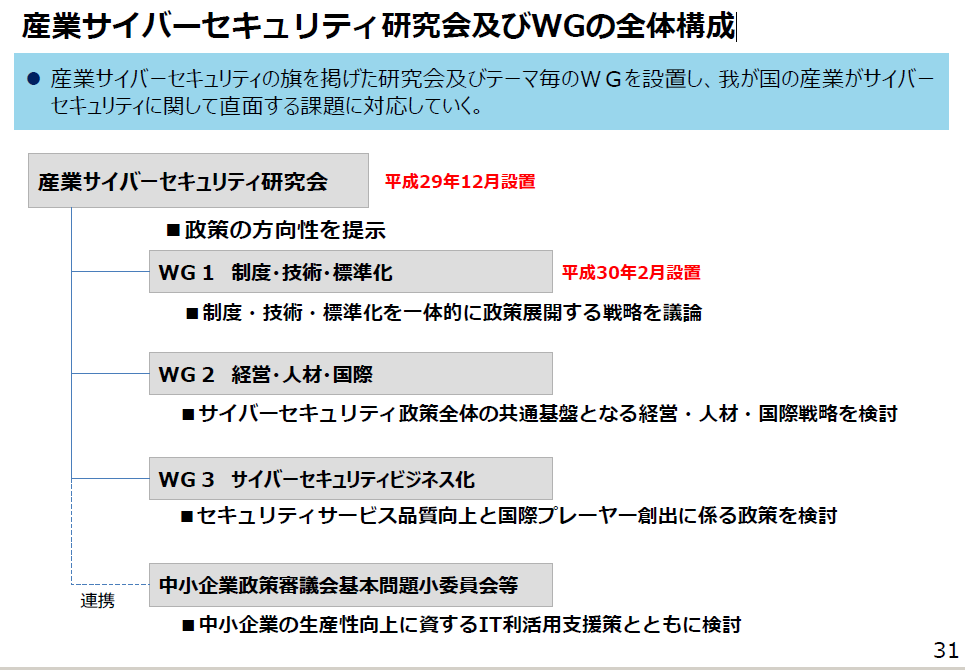 産業サイバーセキュリティ研究会及びWGの全体構成
● 産業サイバーセキュリティの旗を掲げた研究会及びテーマ毎のＷＧを設置し、我が国の産業がサイバー
セキュリティに関して直面する課題に対応していく。
産業サイバーセキュリティ研究会 平成29年12月設置
■政策の方向性を提示
WG１ 制度・技術・標準化 平成30年2月設置
■制度・技術・標準化を一体的に政策展開する戦略を議論
WG２ 経営・人材・国際
■サイバーセキュリティ政策全体の共通基盤となる経営・人材・国際戦略を検討
WG３ サイバーセキュリティビジネス化
■セキュリティサービス品質向上と国際プレーヤー創出に係る政策を検討
中小企業政策審議会基本問題小委員会等
連携
■中小企業の生産性向上に資するIT利活用支援策とともに検討
31